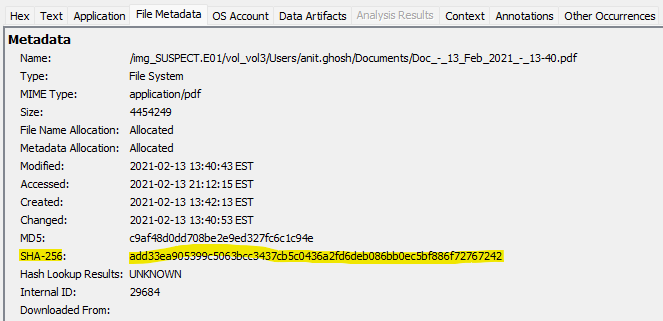 Hex Text Application File Metadata OS Account Data Artifacts Analysis Results Context Annotations Other Occurrences
Metadata
Name: /img_SUSPECT.E01/vol_vol3/Users/anit.ghosh/Documents/Doc_-_13_Feb_2021_-_13-40.pdf
Type: File System
MIME Type: application/pdf
Size: 4454249
File Name Allocation: Allocated
Metadata Allocation: Allocated
Modified: 2021-02-13 13:40:43 EST
Accessed: 2021-02-13 21:12:15 EST
Created: 2021-02-13 13:42:13 EST
Changed: 2021-02-13 13:40:53 EST
MD5: c9af48d0dd708be2e9ed327fc6c1c94e
SHA-256: add33ea905399c5063bcc3437cb5c0436a2fd6deb086bb0ec5bf886f72767242
Hash Lookup Results: UNKNOWN
Internal ID: 29684
Downloaded From: